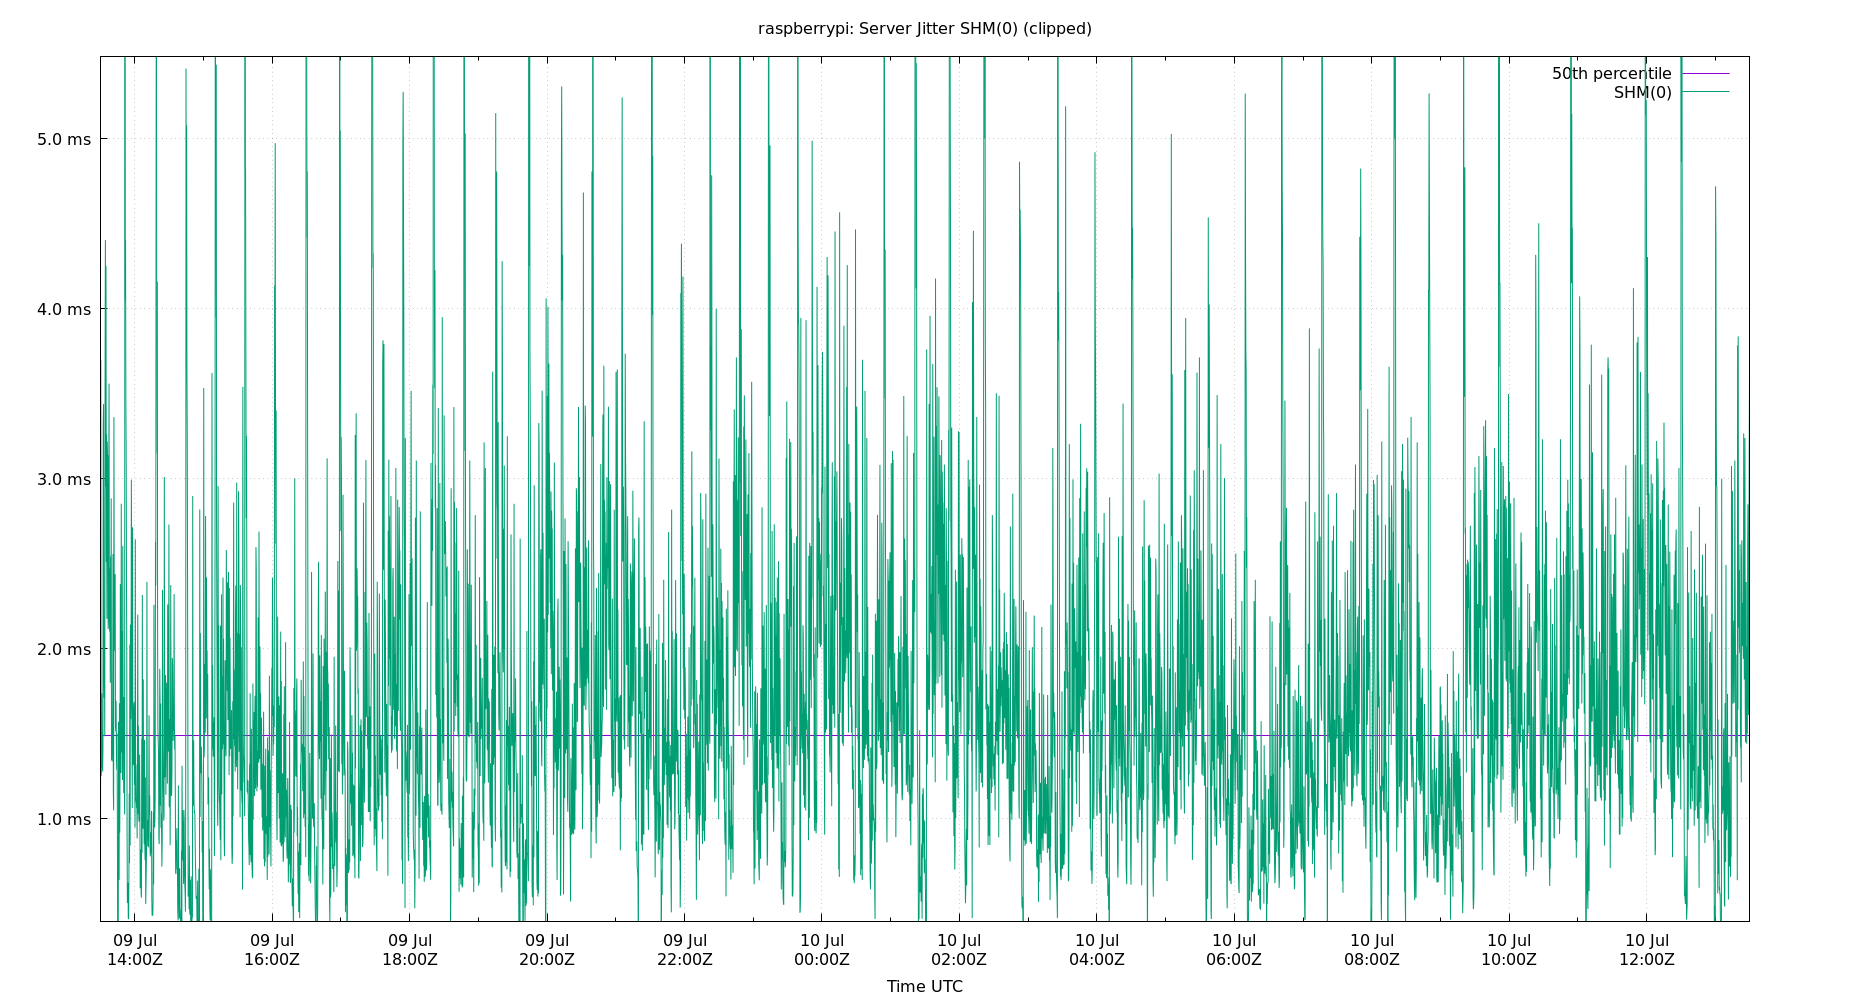 raspberrypi: Server Jitter SHM(0) (clipped)
50th percentile
SHM(0)
5.0 ms
4.0 ms
3.0 ms
2.0 ms
1.0 ms
09 Jul 09 Jul 09 Jul 09 Jul 09 Jul 10 Jul 10 Jul 10 Jul 10 Jul 10 Jul 10 Jul 10 Jul
14:00Z 16:00Z 18:00Z 20:00Z 22:00Z 00:00Z 02:00Z 04:00Z 06:00Z 08:00Z 10:00Z 12:00Z
Time UTC